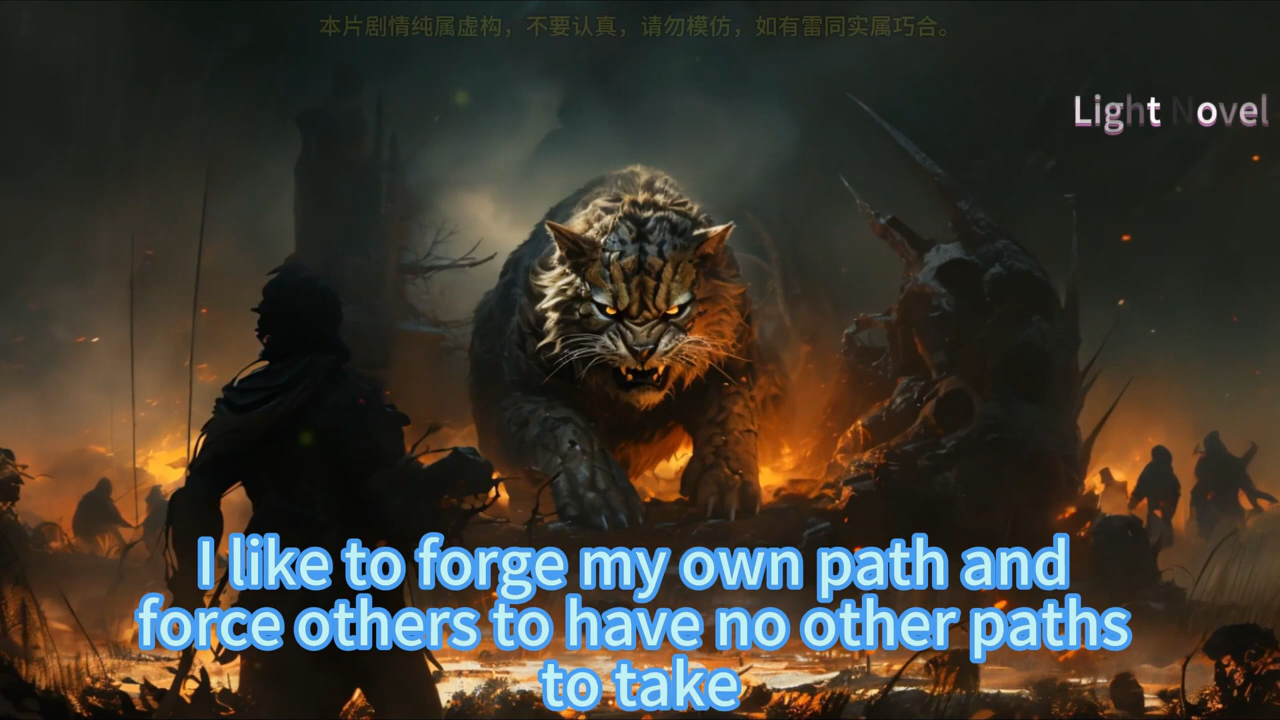 本片剧情纯属虚构，不要认真，请勿模仿，如有雷同实属巧合。
Light Novel
I like to forge my own path and
force others to have no other paths
to take